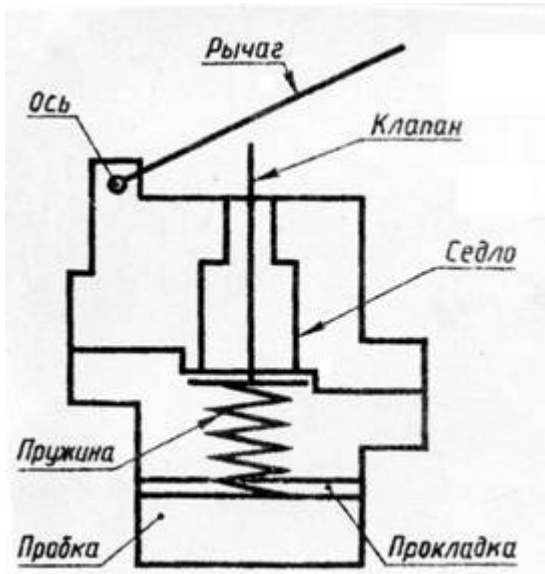 Рычаг
Ось
Клапан
Седло
Пружина
Пробка
Прокладка